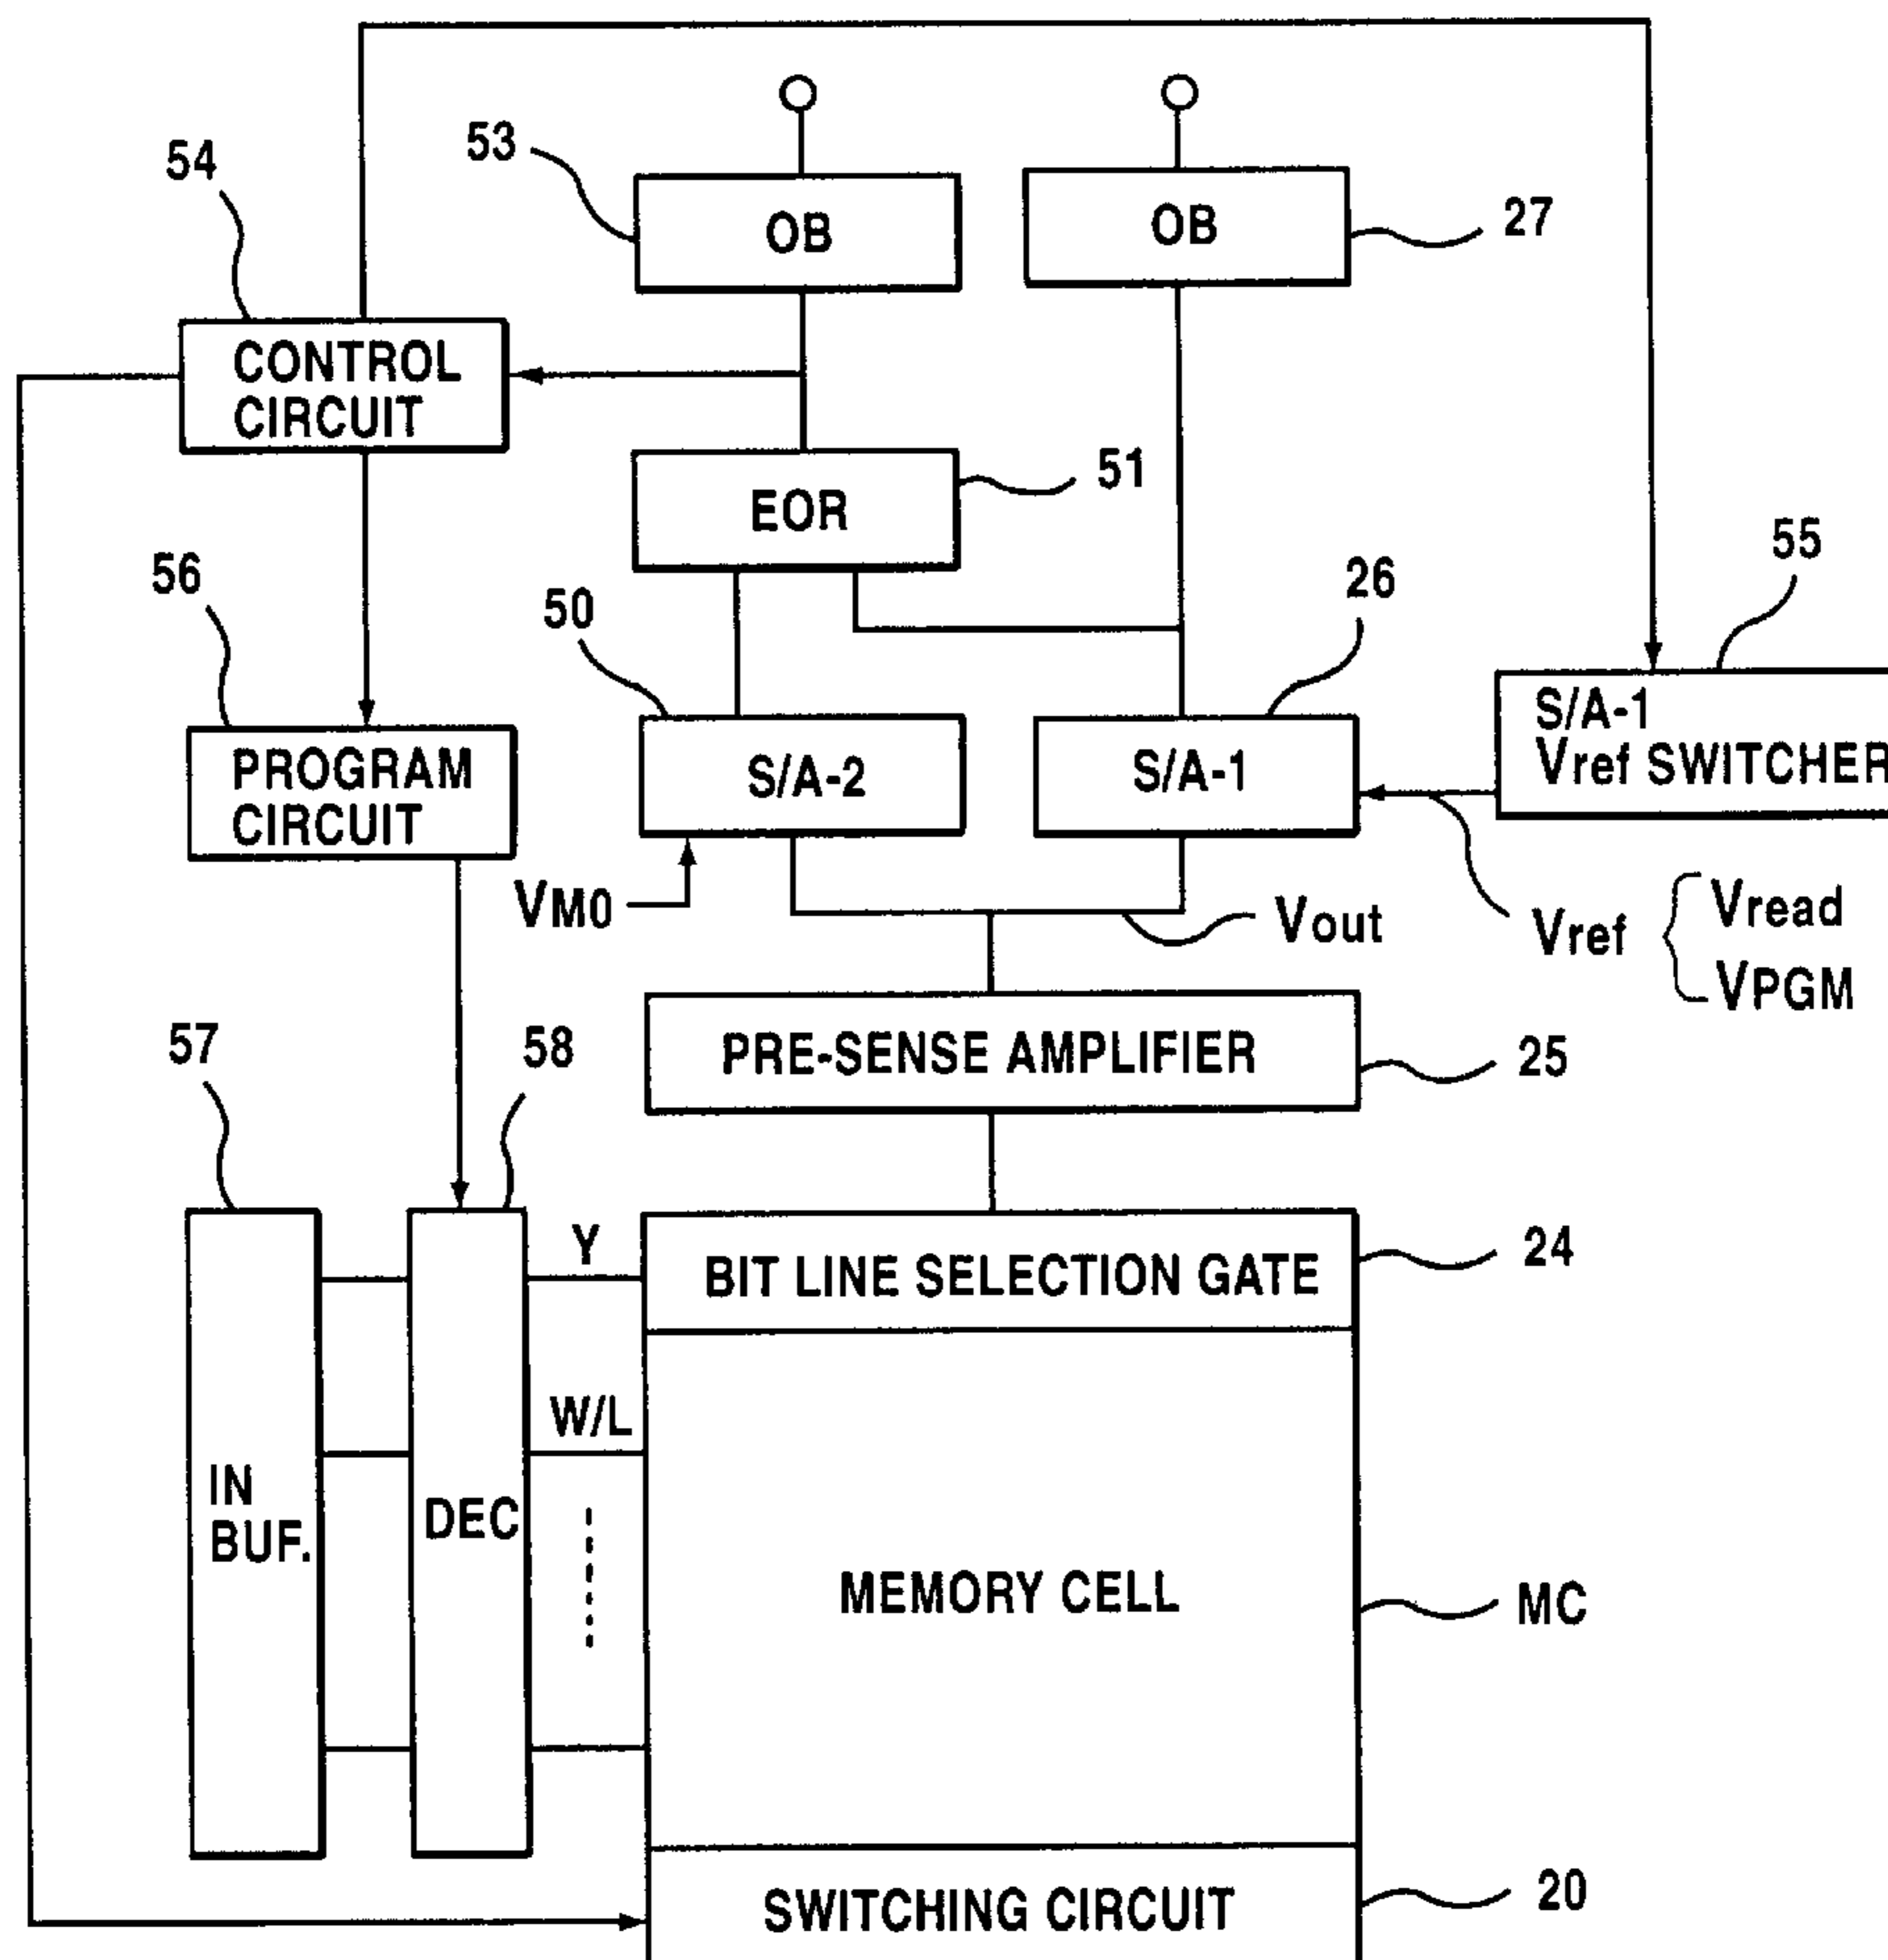 53
54
OB
OB
27
CONTROL
CIRCUIT
51
EOR
55
56
50
26
S/A-1
Vref SWITCHER
PROGRAM
CIRCUIT
S/A-2
S/A-1
VM0
Vout
Vref
Vread
VPGM
57
58
PRE-SENSE AMPLIFIER
25
Y
BIT LINE SELECTION GATE
24
W/L
IN
BUF.
DEC
MEMORY CELL
MC
SWITCHING CIRCUIT
20